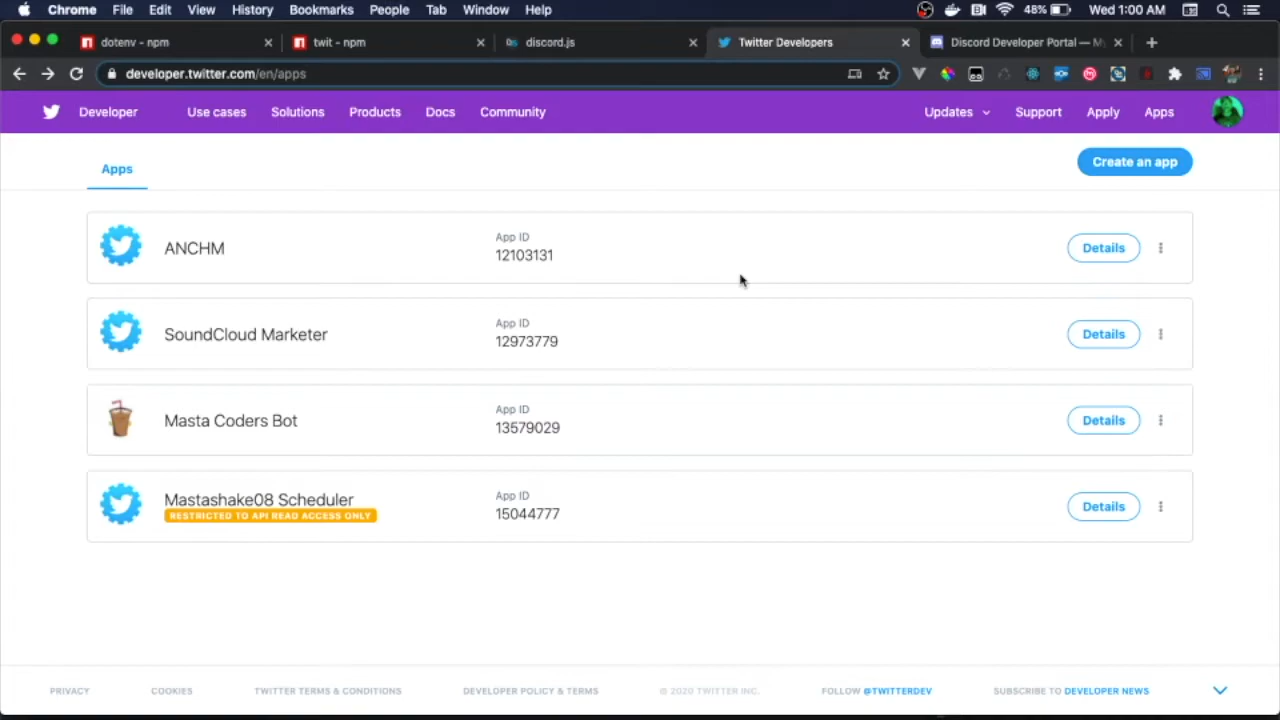 Chrome File Edit View History Bookmarks People Tab Window Help 48% Wed 1:00 AM
dotenv - npm twit - npm discord.js Twitter Developers Discord Developer Portal — M
developer.twitter.com/en/apps
Developer Use cases Solutions Products Docs Community Updates Support Apply Apps
Apps Create an app
ANCHM App ID 12103131 Details
SoundCloud Marketer App ID 12973779 Details
Masta Coders Bot App ID 13579029 Details
Mastashake08 Scheduler App ID 15044777 Details
RESTRICTED TO API READ ACCESS ONLY
PRIVACY COOKIES TWITTER TERMS & CONDITIONS DEVELOPER POLICY & TERMS © 2020 TWITTER INC. FOLLOW @TWITTERDEV SUBSCRIBE TO DEVELOPER NEWS